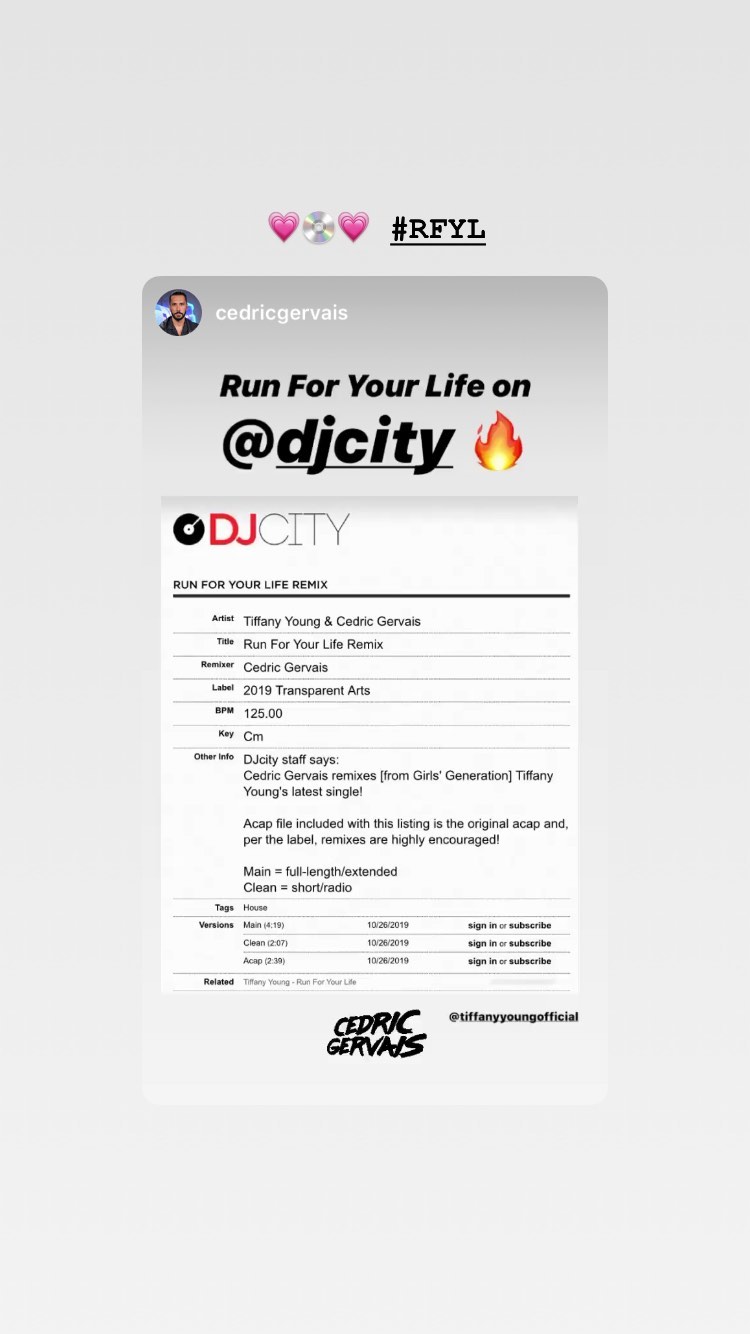 💗💿💗 #RFYL
cedricgervais
Run For Your Life on
@djcity 🔥
DJCITY
RUN FOR YOUR LIFE REMIX
Artist Tiffany Young & Cedric Gervais
Title Run For Your Life Remix
Remixer Cedric Gervais
Label 2019 Transparent Arts
BPM 125.00
Key Cm
Other Info DJcity staff says:
Cedric Gervais remixes [from Girls' Generation] Tiffany
Young's latest single!
Acap file included with this listing is the original acap and,
per the label, remixes are highly encouraged!
Main = full-length/extended
Clean = short/radio
Tags House
Versions Main (4:19) 10/26/2019 sign in or subscribe
Clean (2:07) 10/26/2019 sign in or subscribe
Acap (2:39) 10/26/2019 sign in or subscribe
Related Tiffany Young - Run For Your Life
@tiffanyyoungofficial
CEDRIC
GERVAIS